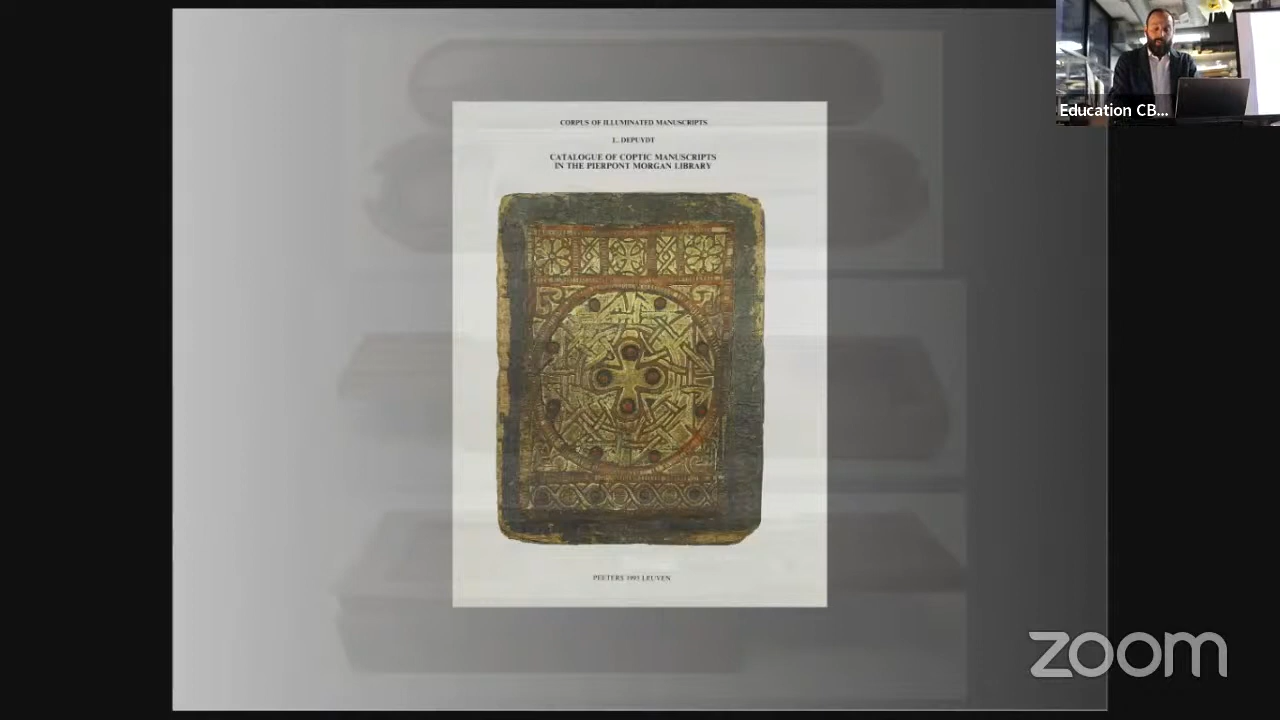 Education CB...
CORPUS OF ILLUMINATED MANUSCRIPTS
L. DEPUYDT
CATALOGUE OF COPTIC MANUSCRIPTS
IN THE PIERPONT MORGAN LIBRARY
PEETERS 1993 LEUVEN
zoom